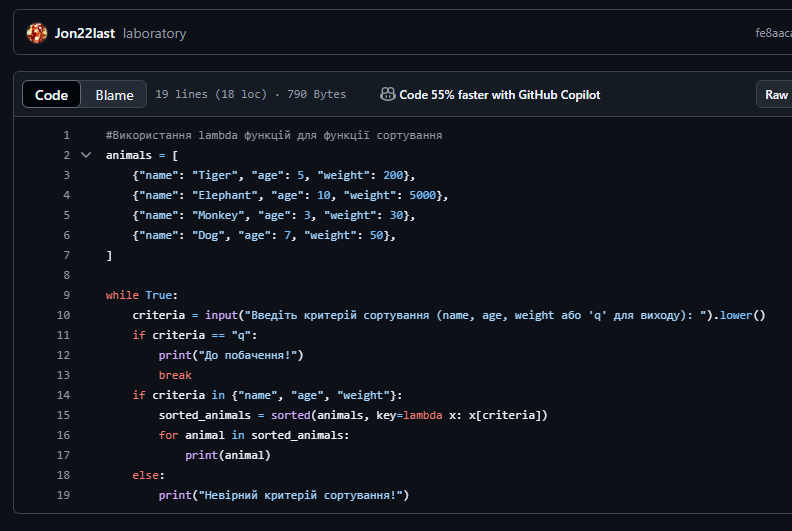 Jon22last laboratory fe8aaca
Code Blame 19 lines (18 loc) · 790 Bytes Code 55% faster with GitHub Copilot Raw
1 #Використання lambda функцій для функції сортування
2 animals = [
3 {"name": "Tiger", "age": 5, "weight": 200},
4 {"name": "Elephant", "age": 10, "weight": 5000},
5 {"name": "Monkey", "age": 3, "weight": 30},
6 {"name": "Dog", "age": 7, "weight": 50},
7 ]
8
9 while True:
10 criteria = input("Введіть критерій сортування (name, age, weight або 'q' для виходу): ").lower()
11 if criteria == "q":
12 print("До побачення!")
13 break
14 if criteria in {"name", "age", "weight"}:
15 sorted_animals = sorted(animals, key=lambda x: x[criteria])
16 for animal in sorted_animals:
17 print(animal)
18 else:
19 print("Невірний критерій сортування!")